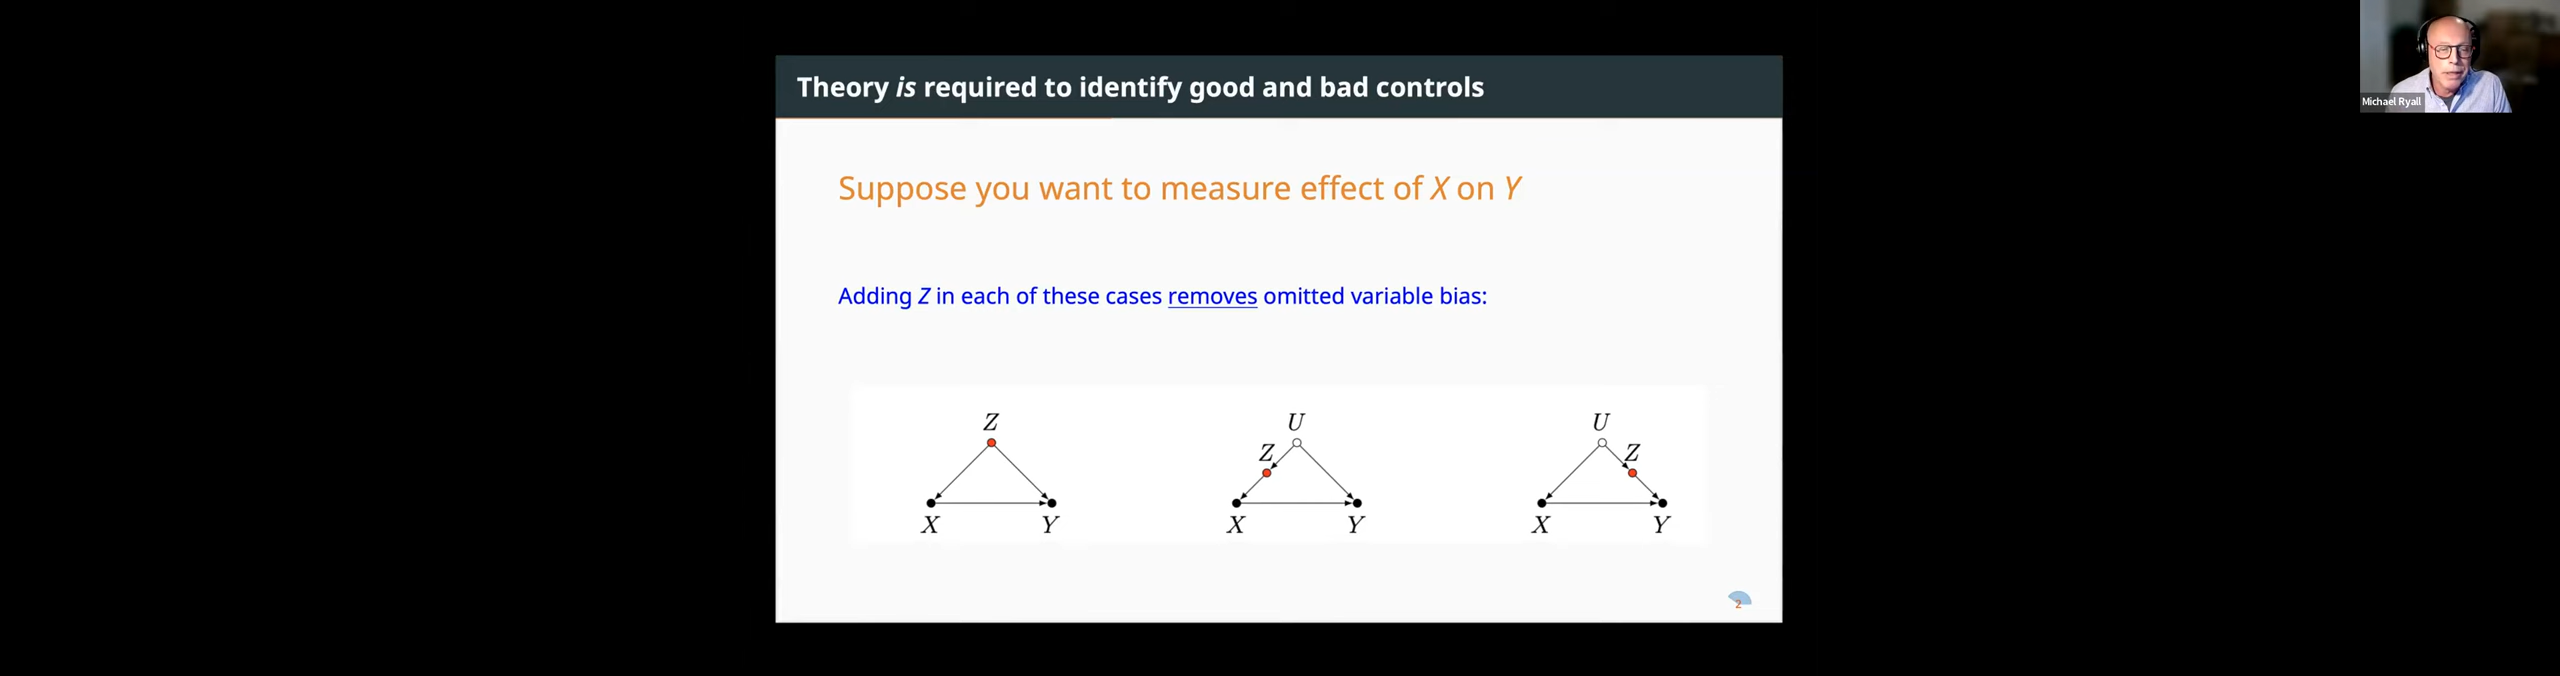 Theory is required to identify good and bad controls
Michael Ryall
Suppose you want to measure effect of X on Y
Adding Z in each of these cases removes omitted variable bias:
Z
U
U
Z
Z
X
Y
X
Y
X
Y
2